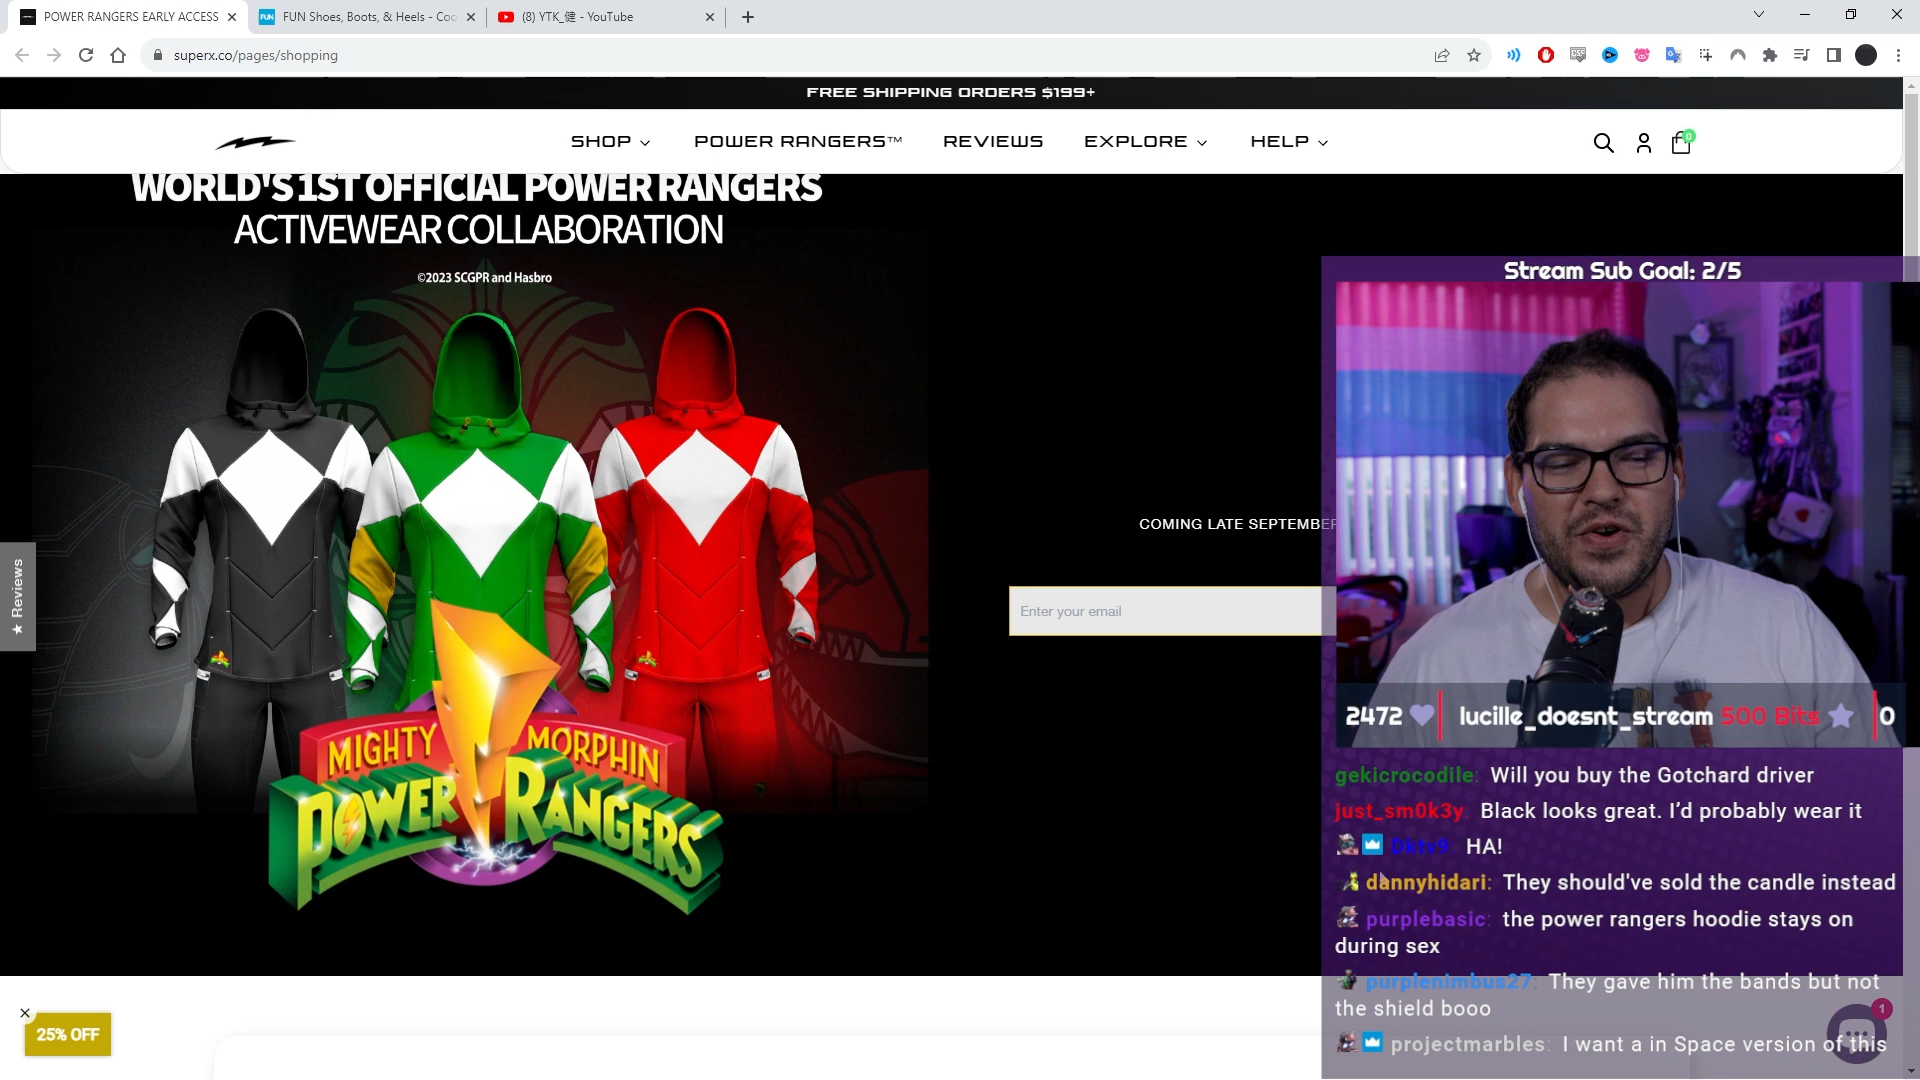 POWER RANGERS EARLY ACCESS
FUN Shoes, Boots, & Heels - Coo
(8) YTK_健 - YouTube
superx.co/pages/shopping
FREE SHIPPING ORDERS $199+
SHOP
POWER RANGERS™
REVIEWS
EXPLORE
HELP
0
WORLD'S 1ST OFFICIAL POWER RANGERS
ACTIVEWEAR COLLABORATION
©2023 SCGPR and Hasbro
MIGHTY MORPHIN
POWER RANGERS
★ Reviews
COMING LATE SEPTEMBER
Enter your email
25% OFF
Stream Sub Goal: 2/5
2472 lucille_doesnt_stream 500 Bits 0
gekicrocodile: Will you buy the Gotchard driver
just_sm0k3y: Black looks great. I'd probably wear it
Dktv9: HA!
dannyhidari: They should've sold the candle instead
purplebasic: the power rangers hoodie stays on
during sex
purplenimbus27: They gave him the bands but not
the shield booo
projectmarbles: I want a in Space version of this
1